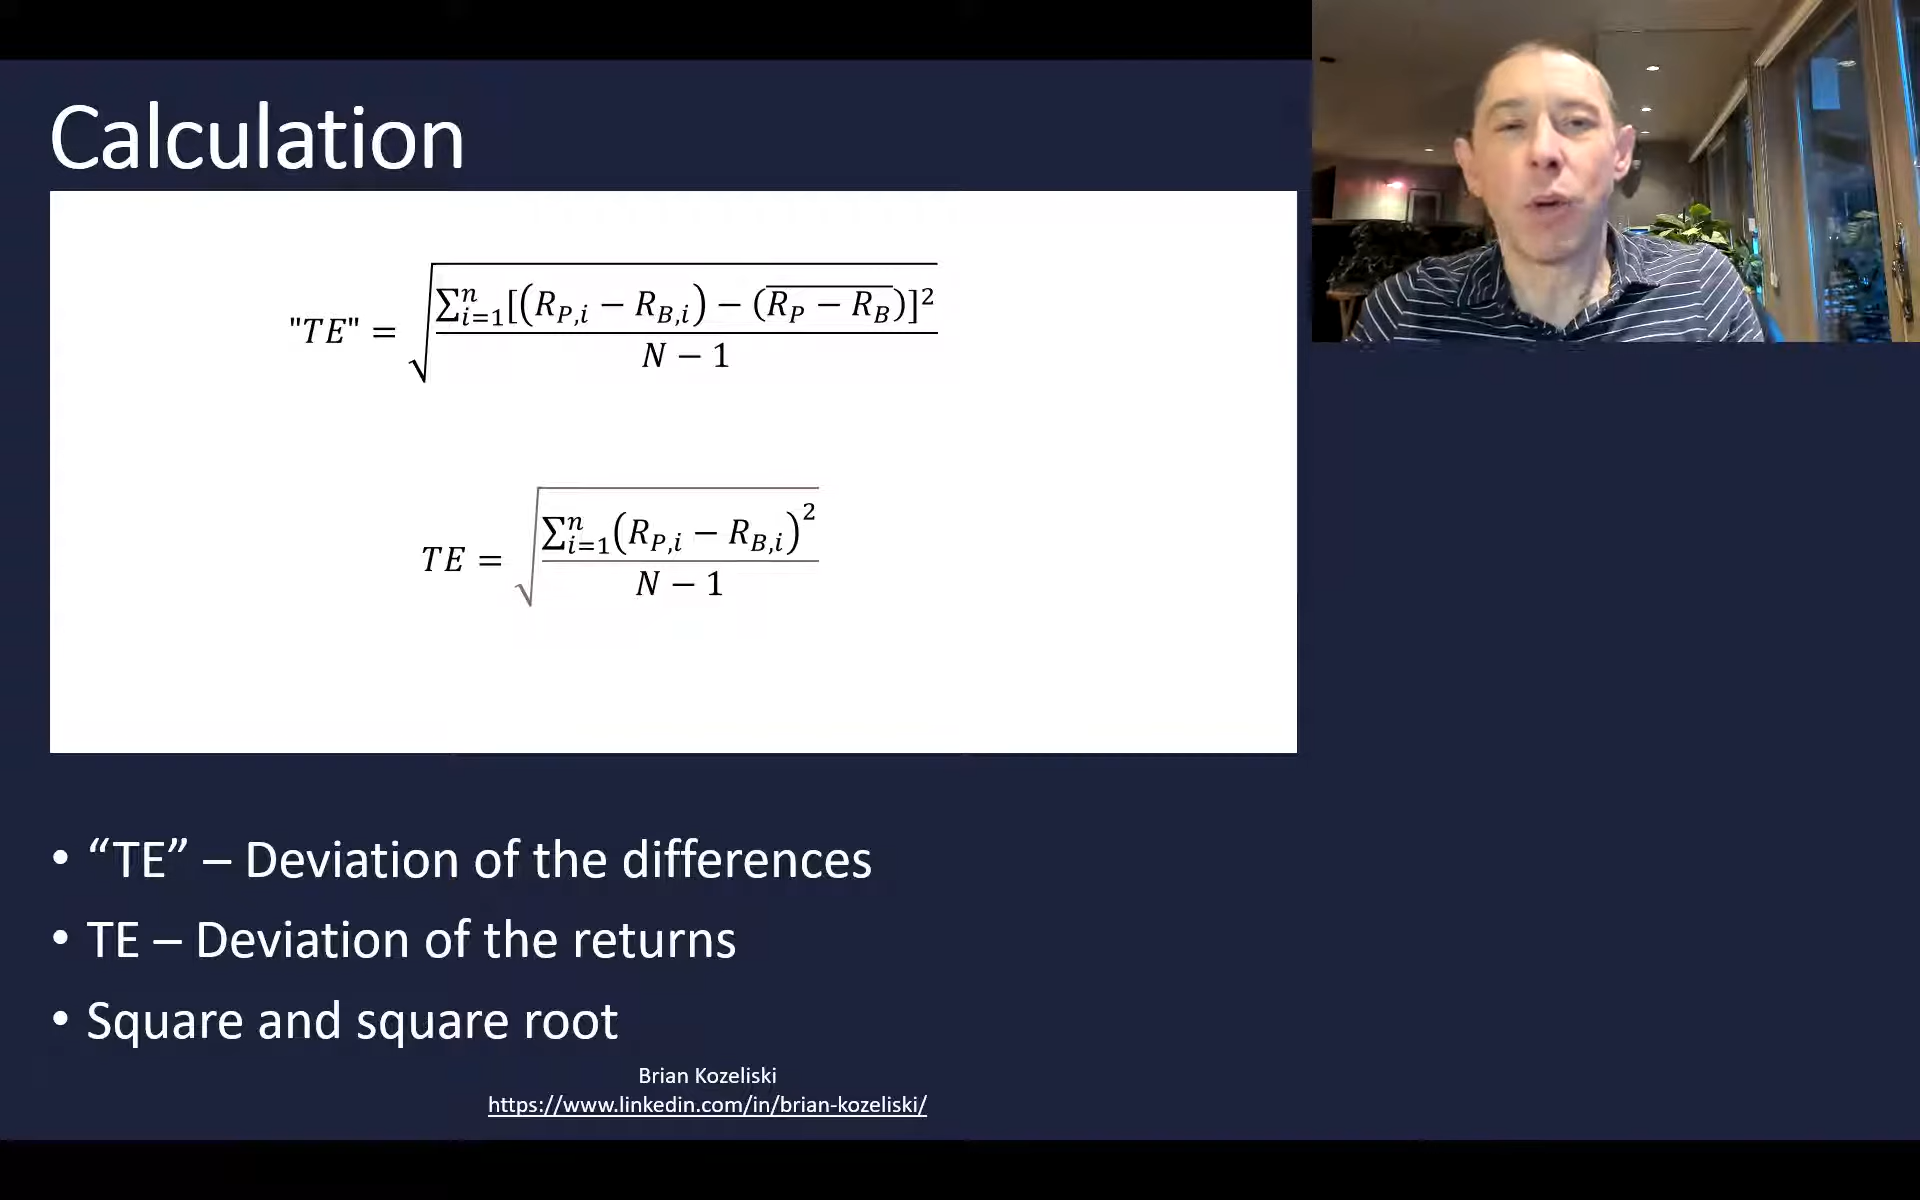 Calculation
"TE" = √(∑ⁿᵢ₌₁[(R_P,i − R_B,i) − (R̅_P̅ ̅−̅ ̅R̅_B̅)]² / N − 1)
TE = √(∑ⁿᵢ₌₁(R_P,i − R_B,i)² / N − 1)
• “TE” – Deviation of the differences
• TE – Deviation of the returns
• Square and square root
Brian Kozeliski
https://www.linkedin.com/in/brian-kozeliski/